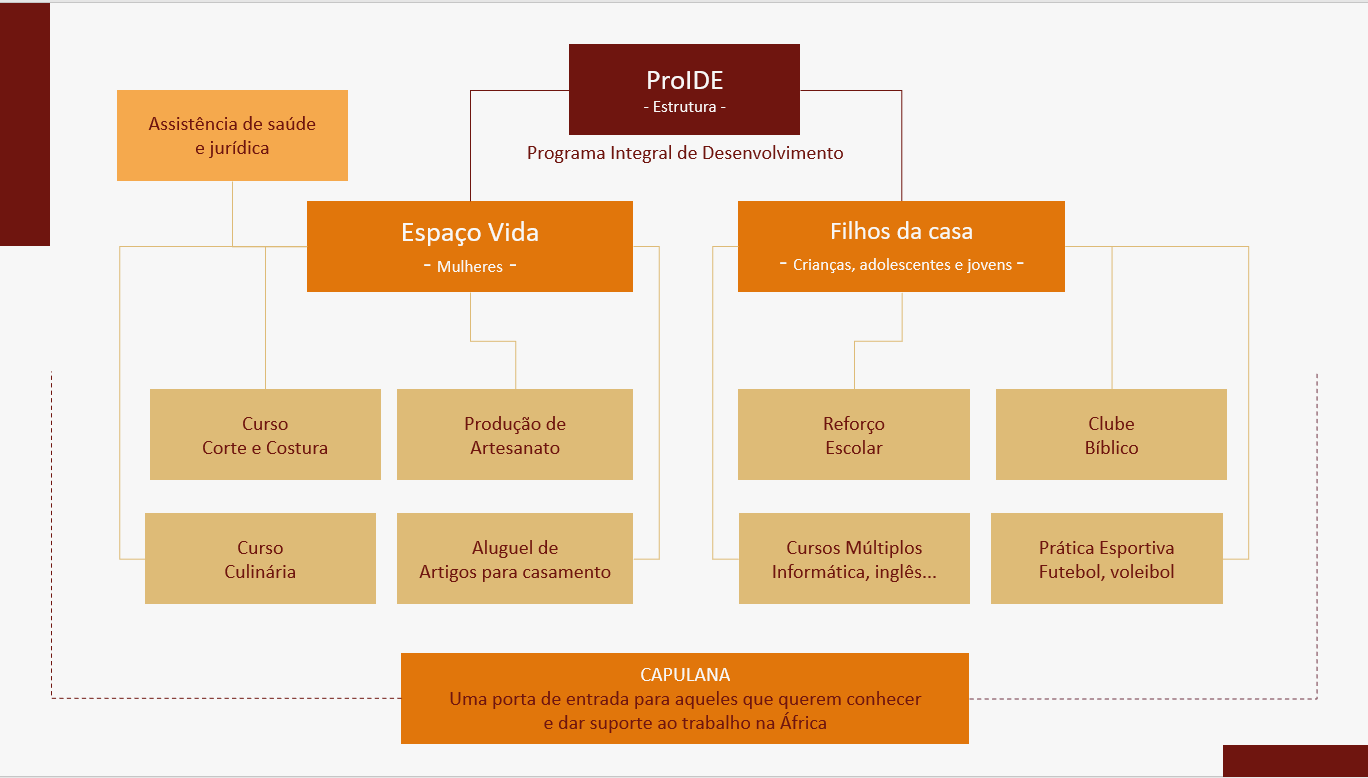 ProIDE
- Estrutura -
Programa Integral de Desenvolvimento
Assistência de saúde
e jurídica
Espaço Vida
- Mulheres -
Filhos da casa
- Crianças, adolescentes e jovens -
Curso
Corte e Costura
Produção de
Artesanato
Reforço
Escolar
Clube
Bíblico
Curso
Culinária
Aluguel de
Artigos para casamento
Cursos Múltiplos
Informática, inglês...
Prática Esportiva
Futebol, voleibol
CAPULANA
Uma porta de entrada para aqueles que querem conhecer
e dar suporte ao trabalho na África